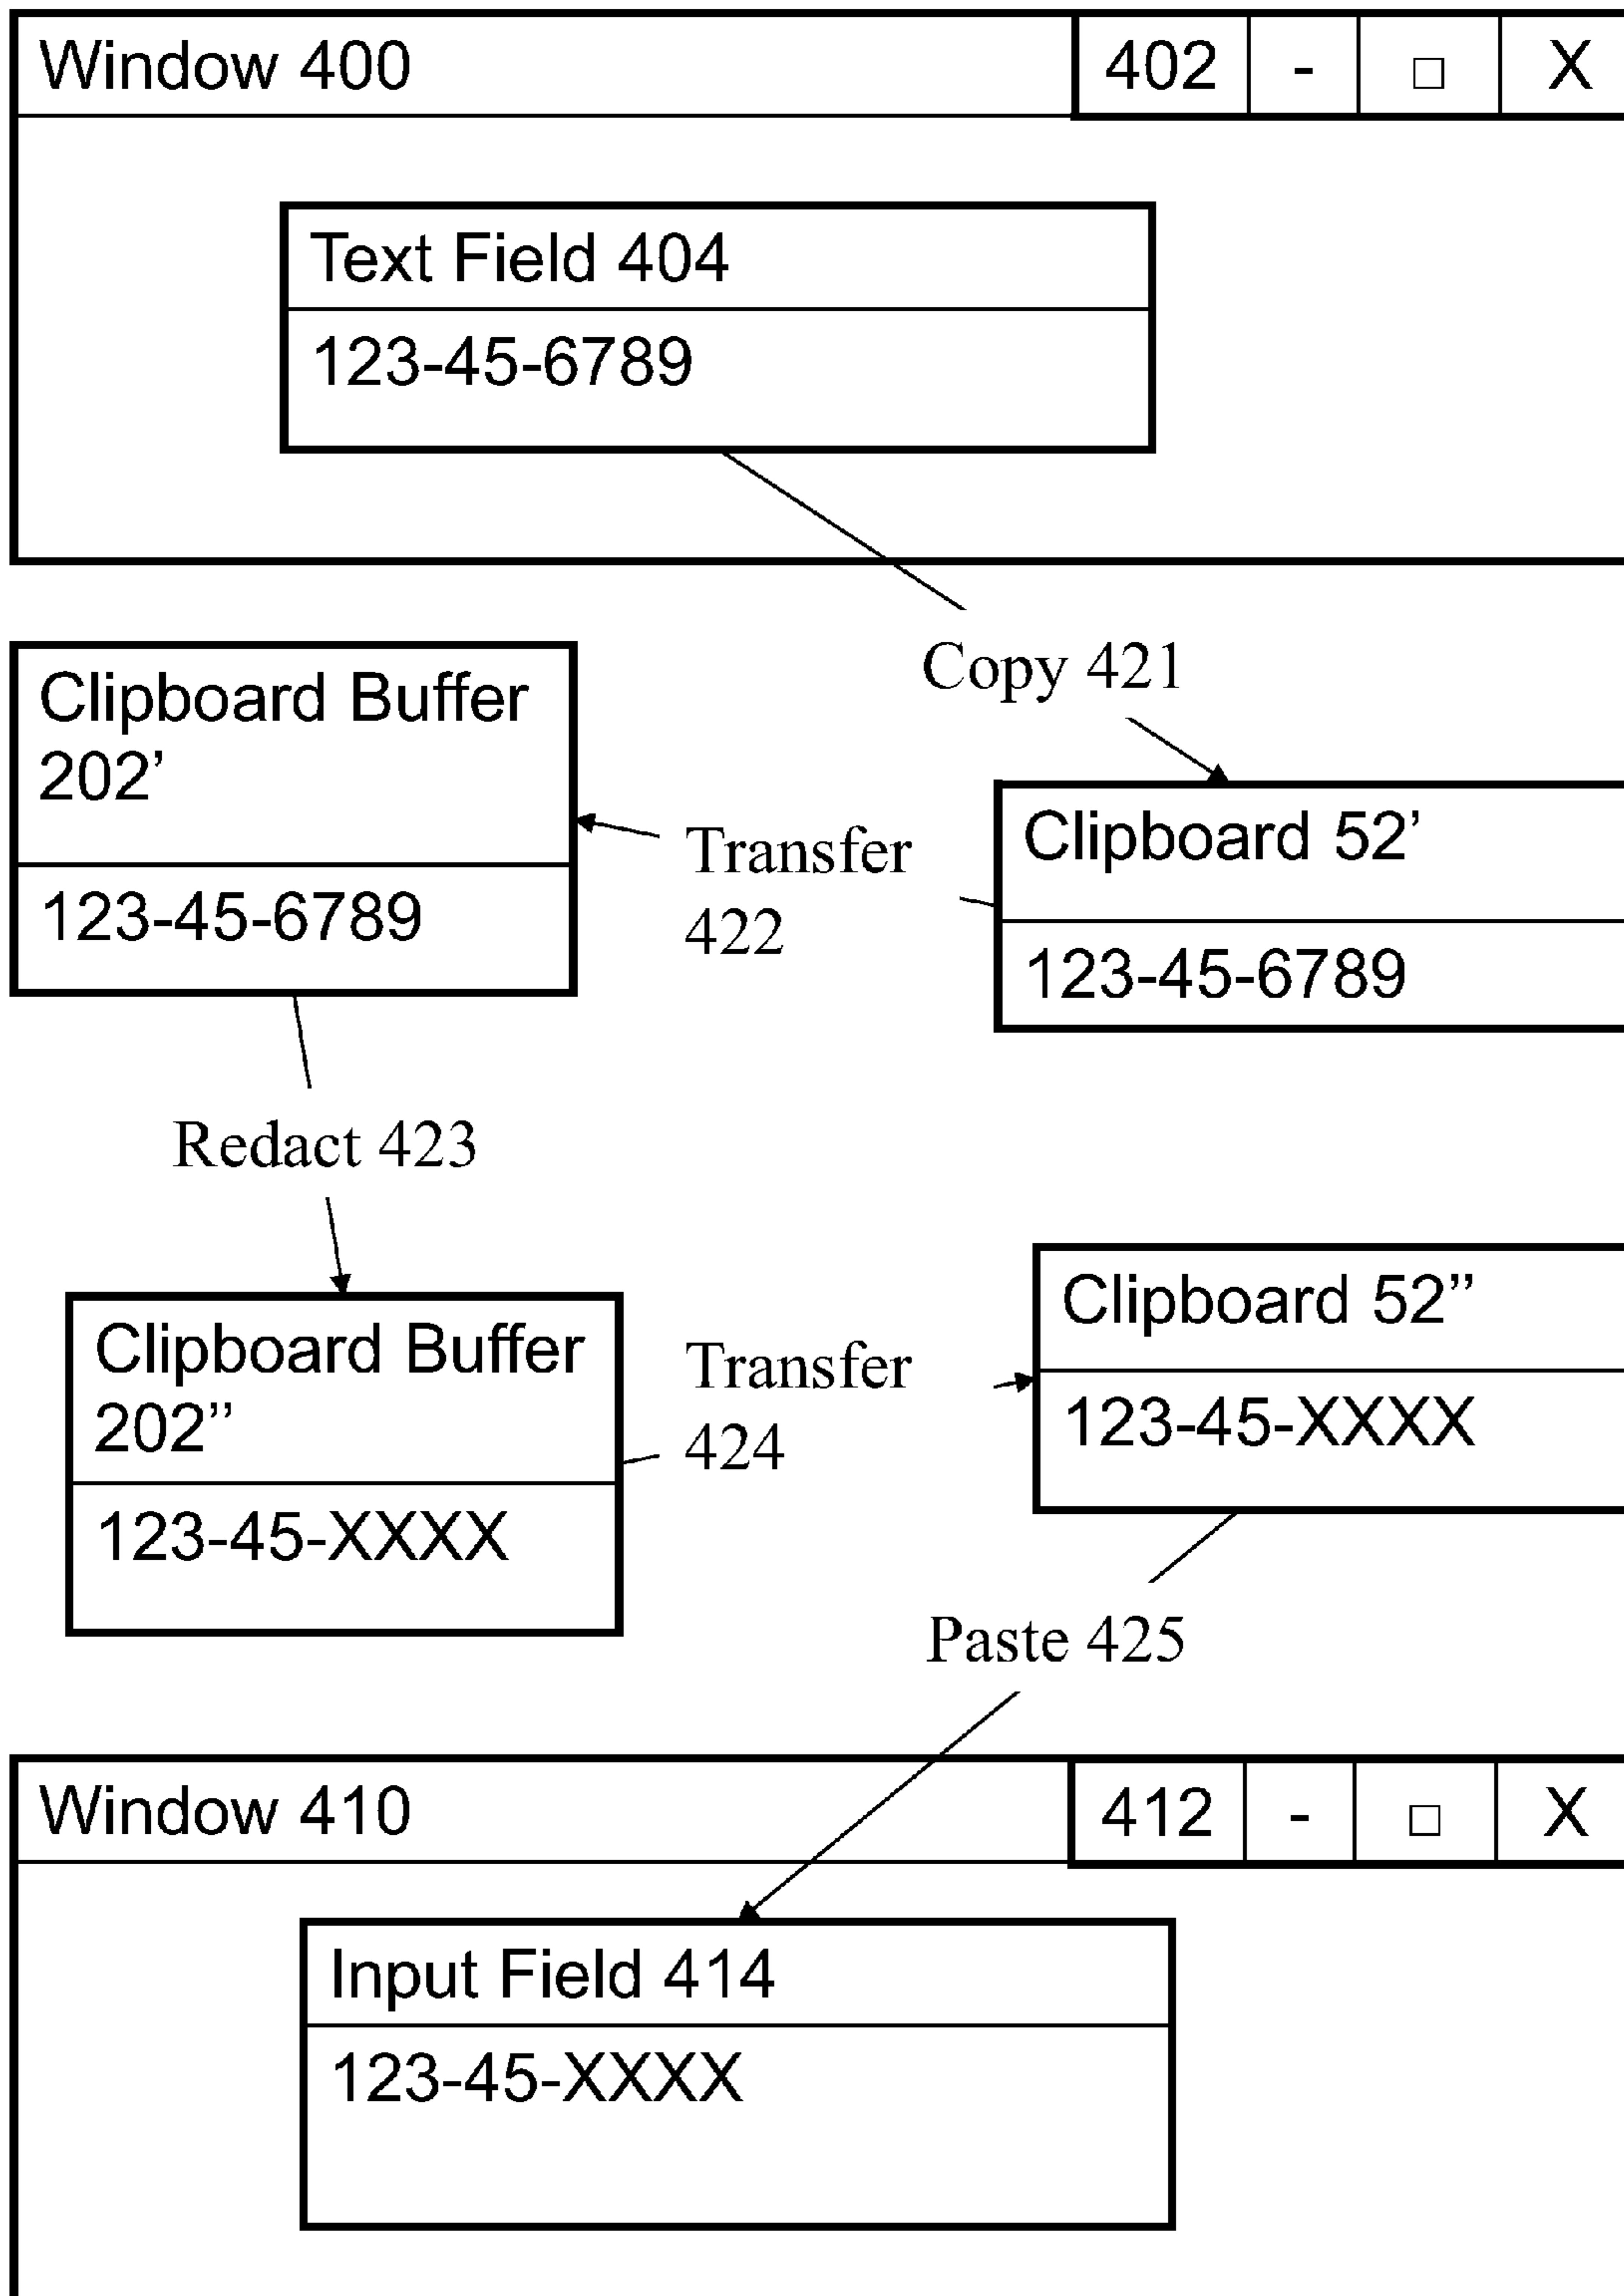 Window 400
402
-
□
X
Text Field 404
123-45-6789
Copy 421
Clipboard Buffer
202’
123-45-6789
Transfer
422
Clipboard 52’
123-45-6789
Redact 423
Clipboard Buffer
202”
123-45-XXXX
Transfer
424
Clipboard 52”
123-45-XXXX
Paste 425
Window 410
412
-
□
X
Input Field 414
123-45-XXXX